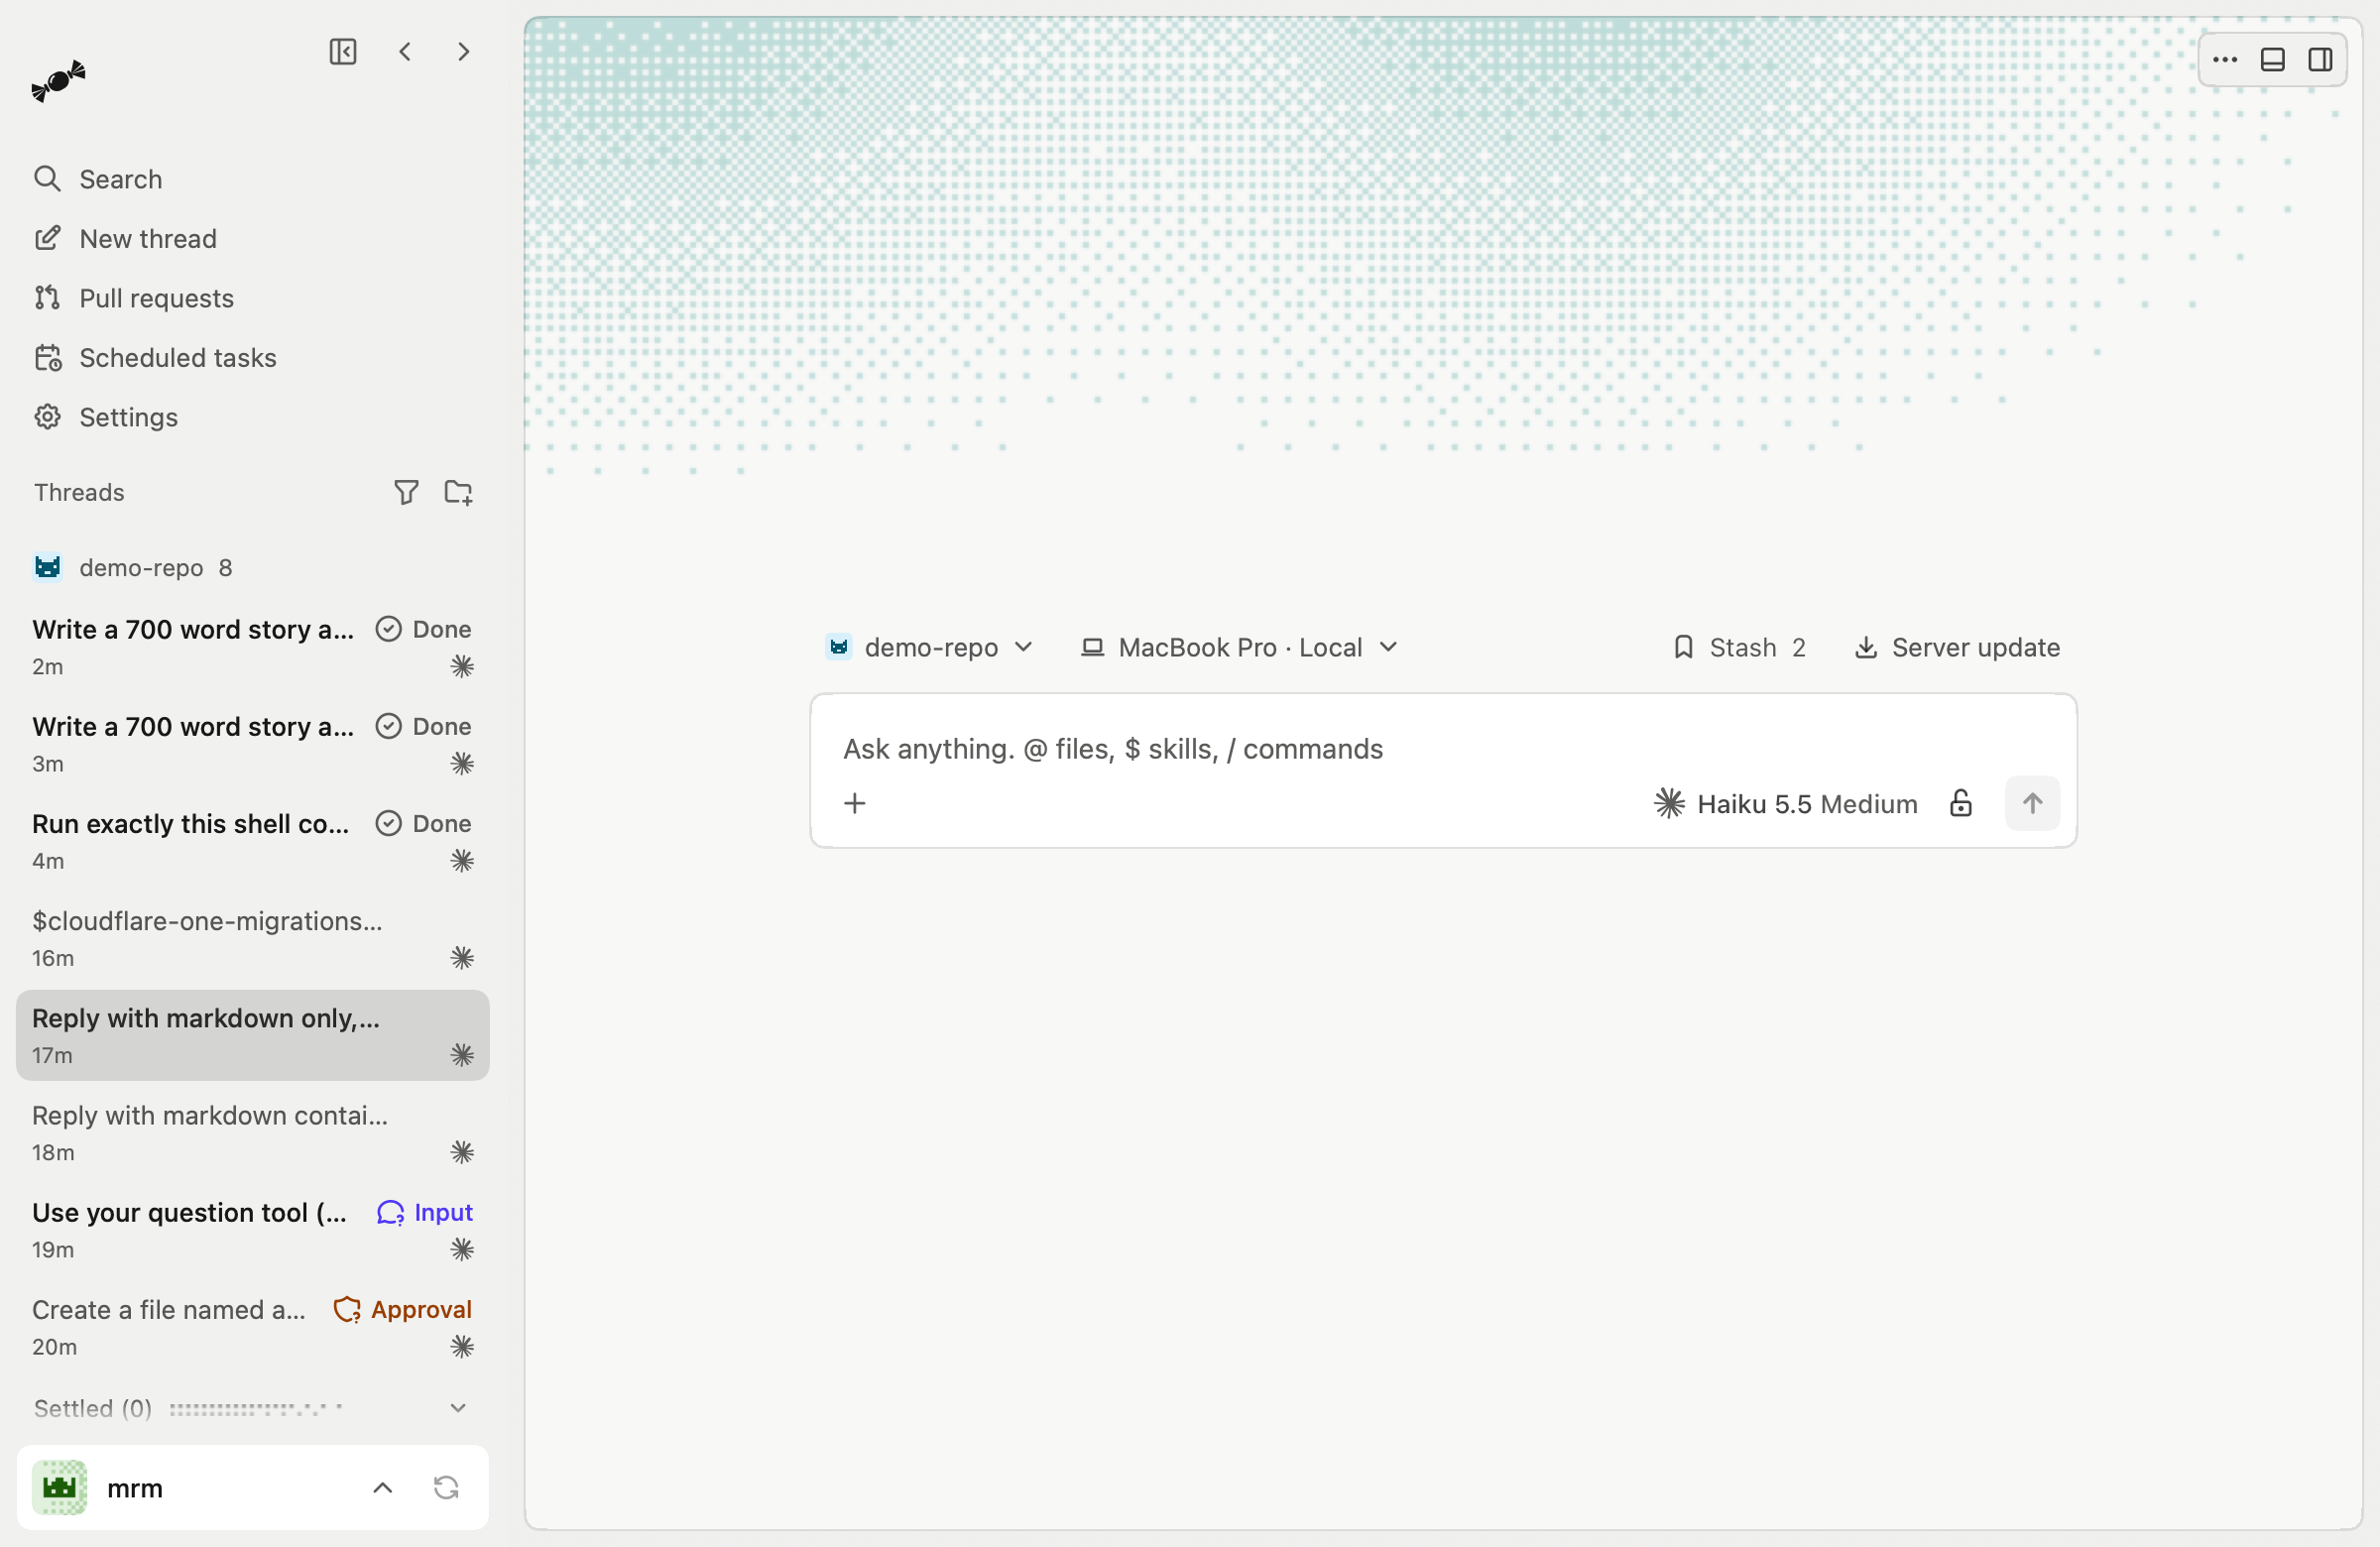 Search
New thread
Pull requests
Scheduled tasks
Settings
Threads
demo-repo 8
Write a 700 word story a... Done
2m
Write a 700 word story a... Done
3m
Run exactly this shell co... Done
4m
$cloudflare-one-migrations...
16m
Reply with markdown only,...
17m
Reply with markdown contai...
18m
Use your question tool (... Input
19m
Create a file named a... Approval
20m
Settled (0)
mrm
demo-repo MacBook Pro · Local Stash 2 Server update
Ask anything. @ files, $ skills, / commands
Haiku 5.5 Medium